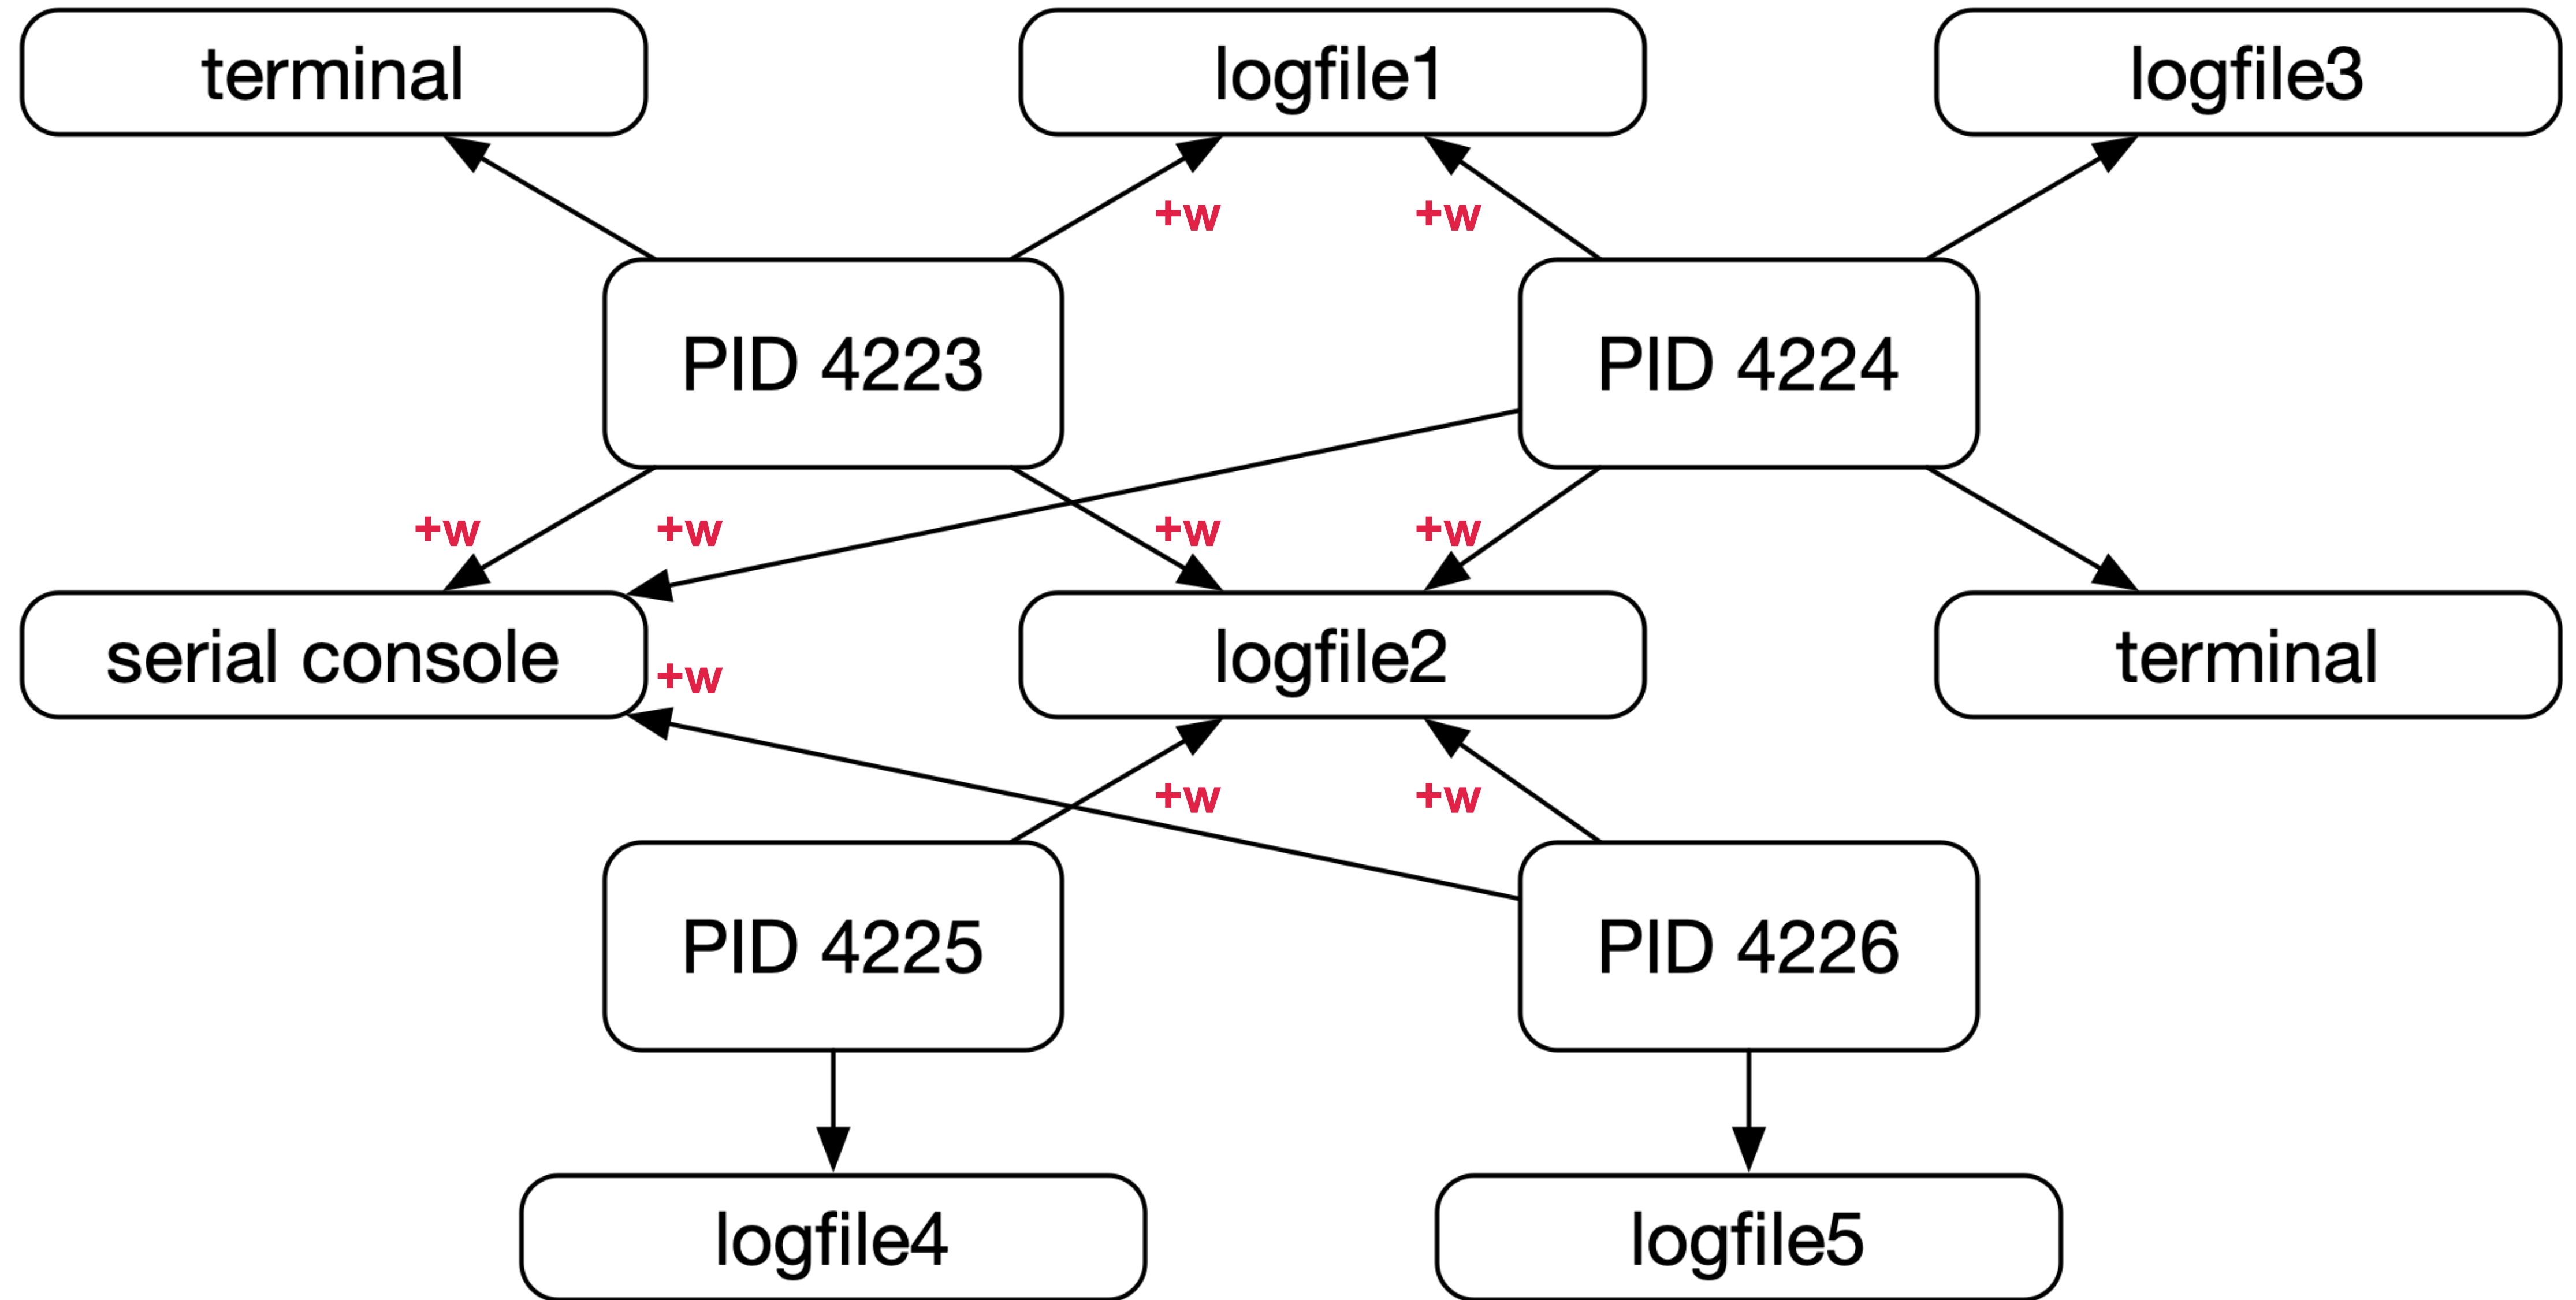 terminal
logfile1
logfile3
+w
+w
PID 4223
PID 4224
+w
+w
+w
+w
serial console
logfile2
terminal
+w
+w
+w
PID 4225
PID 4226
logfile4
logfile5